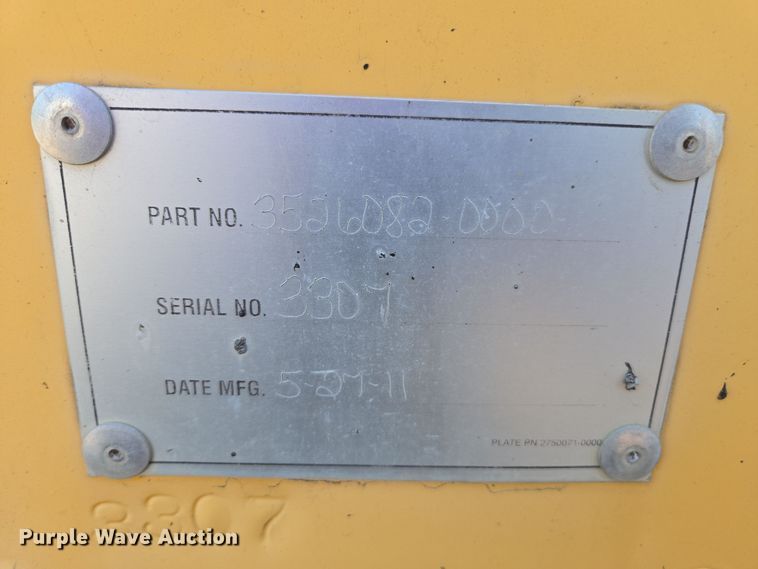 PART NO. 3526082-0000
SERIAL NO. 3307
DATE MFG. 5-27-11
PLATE PN 2750071-0000
3307
Purple Wave Auction